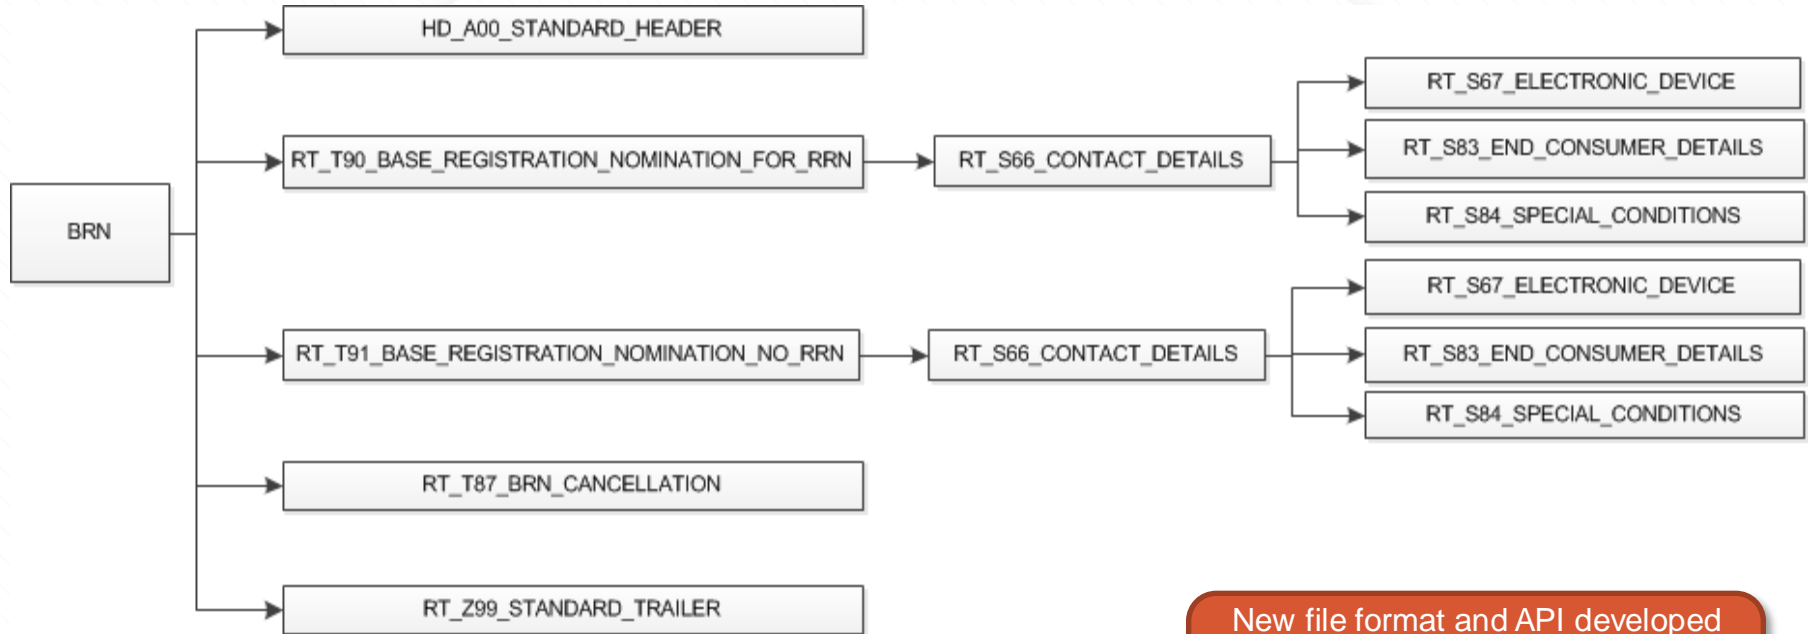 BRN
HD_A00_STANDARD_HEADER
RT_T90_BASE_REGISTRATION_NOMINATION_FOR_RRN
RT_S66_CONTACT_DETAILS
RT_S67_ELECTRONIC_DEVICE
RT_S83_END_CONSUMER_DETAILS
RT_S84_SPECIAL_CONDITIONS
RT_T91_BASE_REGISTRATION_NOMINATION_NO_RRN
RT_S66_CONTACT_DETAILS
RT_S67_ELECTRONIC_DEVICE
RT_S83_END_CONSUMER_DETAILS
RT_S84_SPECIAL_CONDITIONS
RT_T87_BRN_CANCELLATION
RT_Z99_STANDARD_TRAILER
New file format and API developed